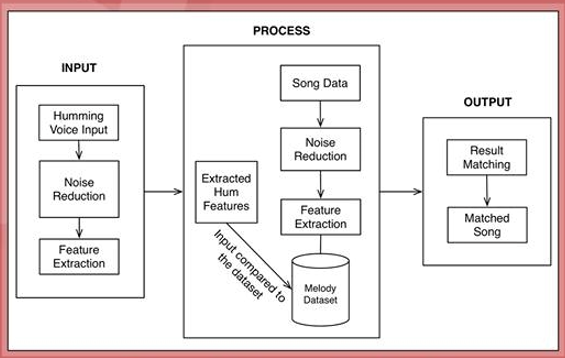 INPUT
Humming
Voice Input
Noise
Reduction
Feature
Extraction
PROCESS
Song Data
Noise
Reduction
Feature
Extraction
Extracted
Hum
Features
Input compared to
the dataset
Melody
Dataset
OUTPUT
Result
Matching
Matched
Song